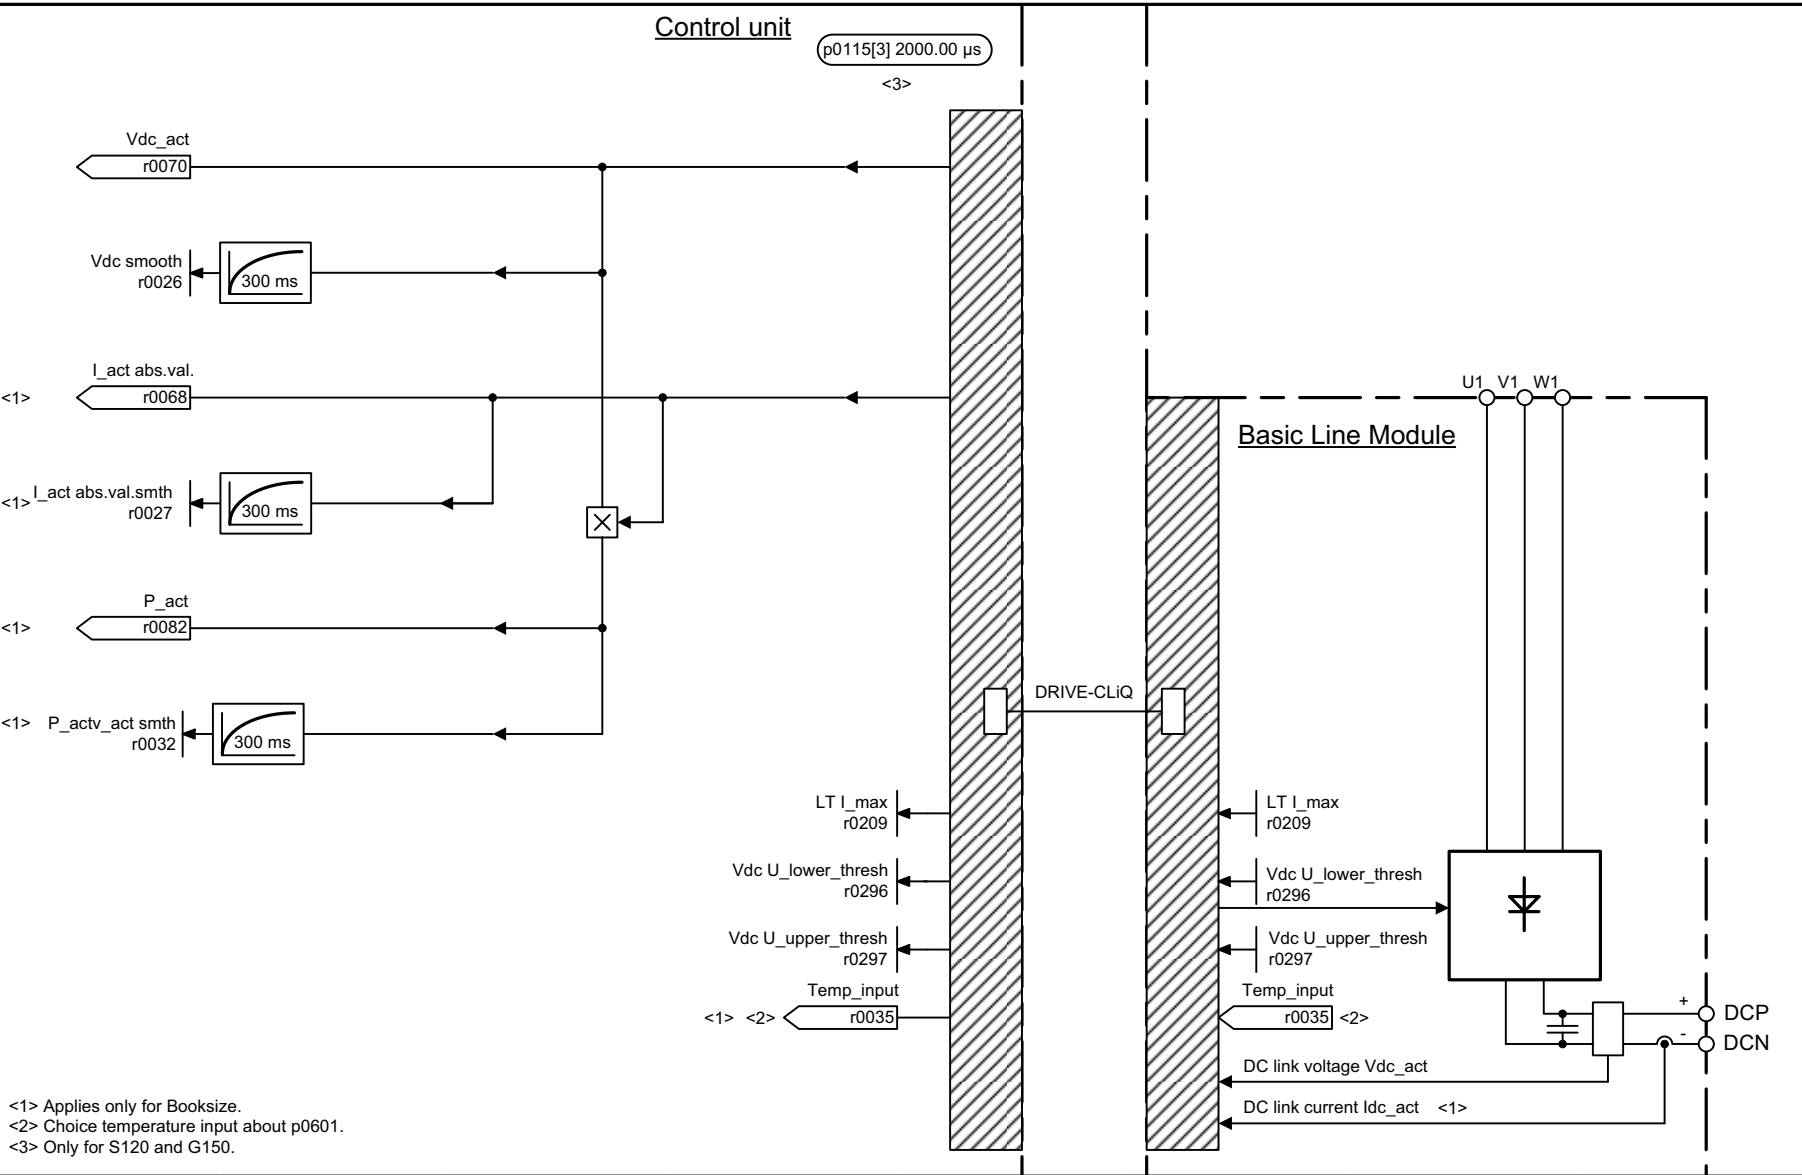 Control unit
p0115[3] 2000.00 µs
<3>
Vdc_act
r0070
Vdc smooth
r0026
300 ms
I_act abs.val.
<1>
r0068
<1>
I_act abs.val.smth
r0027
300 ms
P_act
<1>
r0082
<1>
P_actv_act smth
r0032
300 ms
DRIVE-CLiQ
LT I_max
r0209
Vdc U_lower_thresh
r0296
Vdc U_upper_thresh
r0297
Temp_input
<1> <2>
r0035
U1 V1 W1
Basic Line Module
LT I_max
r0209
Vdc U_lower_thresh
r0296
Vdc U_upper_thresh
r0297
Temp_input
r0035
<2>
+
DCP
-
DCN
DC link voltage Vdc_act
DC link current Idc_act <1>
<1> Applies only for Booksize.
<2> Choice temperature input about p0601.
<3> Only for S120 and G150.